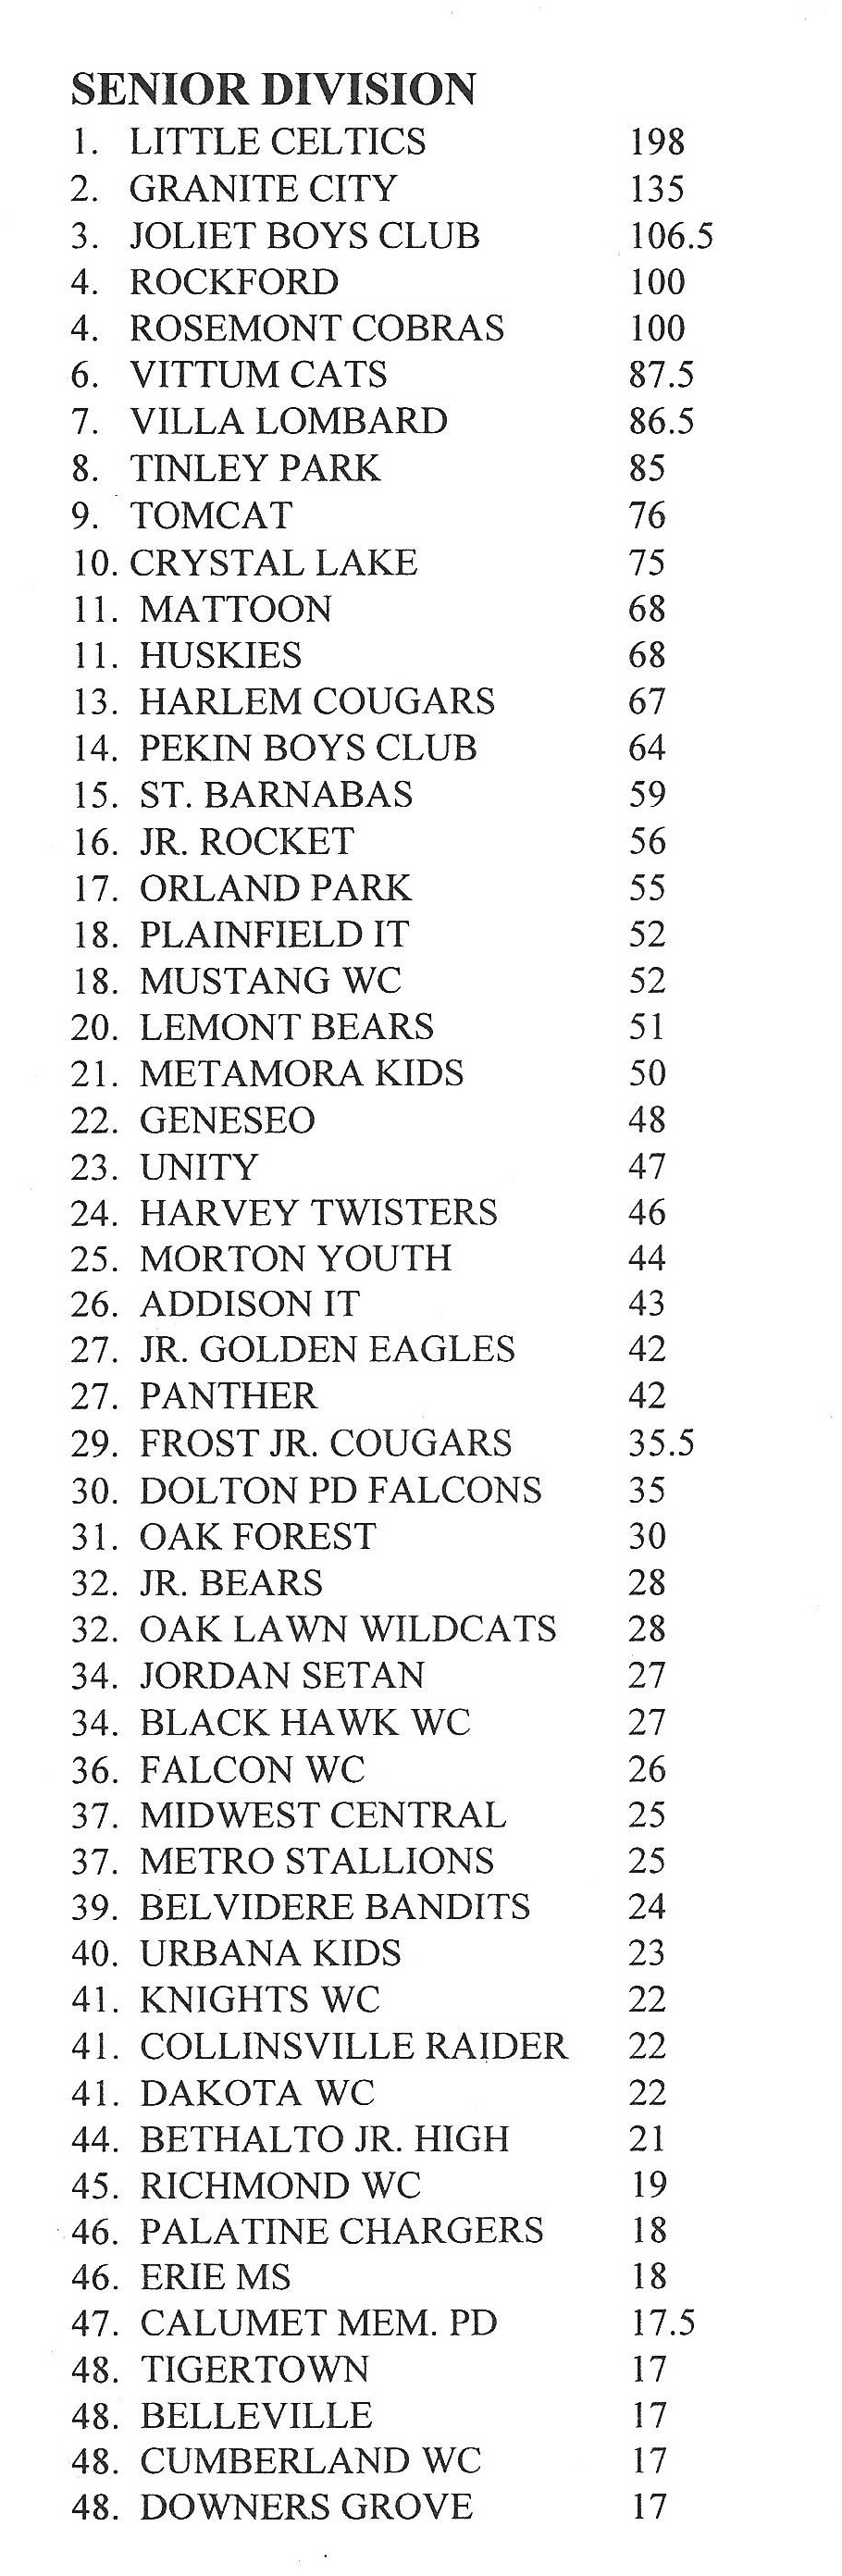 SENIOR DIVISION
1. LITTLE CELTICS 198
2. GRANITE CITY 135
3. JOLIET BOYS CLUB 106.5
4. ROCKFORD 100
4. ROSEMONT COBRAS 100
6. VITTUM CATS 87.5
7. VILLA LOMBARD 86.5
8. TINLEY PARK 85
9. TOMCAT 76
10. CRYSTAL LAKE 75
11. MATTOON 68
11. HUSKIES 68
13. HARLEM COUGARS 67
14. PEKIN BOYS CLUB 64
15. ST. BARNABAS 59
16. JR. ROCKET 56
17. ORLAND PARK 55
18. PLAINFIELD IT 52
18. MUSTANG WC 52
20. LEMONT BEARS 51
21. METAMORA KIDS 50
22. GENESEO 48
23. UNITY 47
24. HARVEY TWISTERS 46
25. MORTON YOUTH 44
26. ADDISON IT 43
27. JR. GOLDEN EAGLES 42
27. PANTHER 42
29. FROST JR. COUGARS 35.5
30. DOLTON PD FALCONS 35
31. OAK FOREST 30
32. JR. BEARS 28
32. OAK LAWN WILDCATS 28
34. JORDAN SETAN 27
34. BLACK HAWK WC 27
36. FALCON WC 26
37. MIDWEST CENTRAL 25
37. METRO STALLIONS 25
39. BELVIDERE BANDITS 24
40. URBANA KIDS 23
41. KNIGHTS WC 22
41. COLLINSVILLE RAIDER 22
41. DAKOTA WC 22
44. BETHALTO JR. HIGH 21
45. RICHMOND WC 19
46. PALATINE CHARGERS 18
46. ERIE MS 18
47. CALUMET MEM. PD 17.5
48. TIGERTOWN 17
48. BELLEVILLE 17
48. CUMBERLAND WC 17
48. DOWNERS GROVE 17